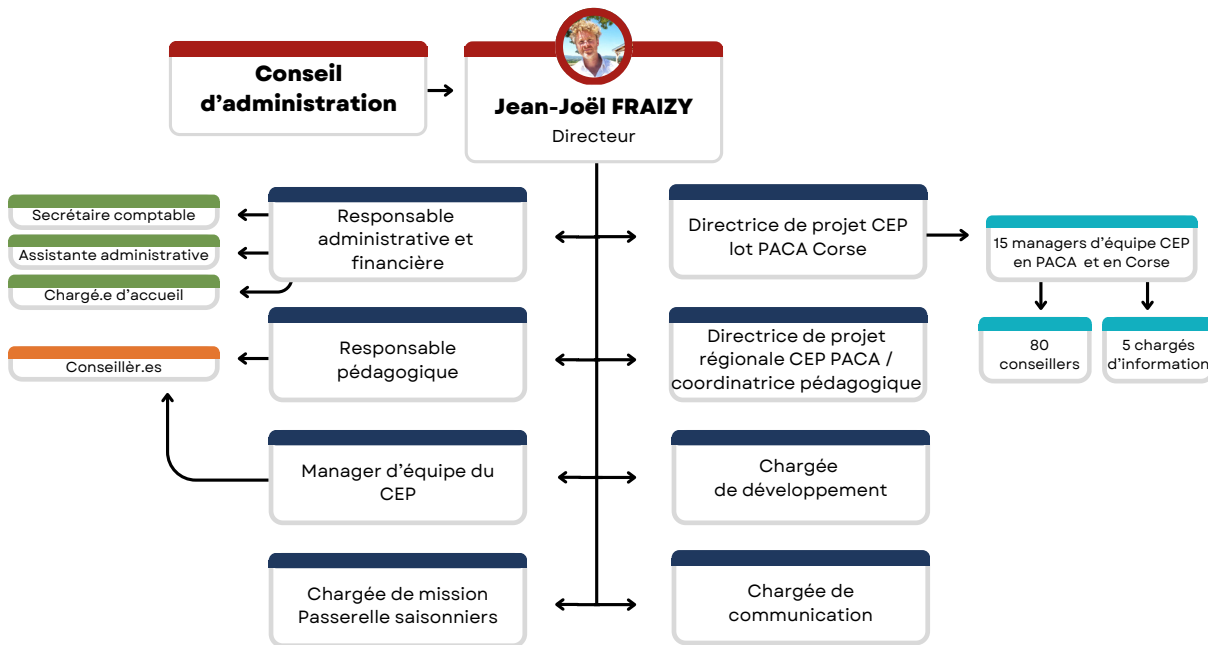 Conseil
d'administration
Jean-Joël FRAIZY
Directeur
Secrétaire comptable
Assistante administrative
Chargé.e d'accueil
Responsable
administrative et
financière
Directrice de projet CEP
lot PACA Corse
15 managers d'équipe CEP
en PACA et en Corse
80
conseillers
5 chargés
d'information
Conseillèr.es
Responsable
pédagogique
Directrice de projet
régionale CEP PACA /
coordinatrice pédagogique
Manager d'équipe du
CEP
Chargée
de développement
Chargée de mission
Passerelle saisonniers
Chargée de
communication